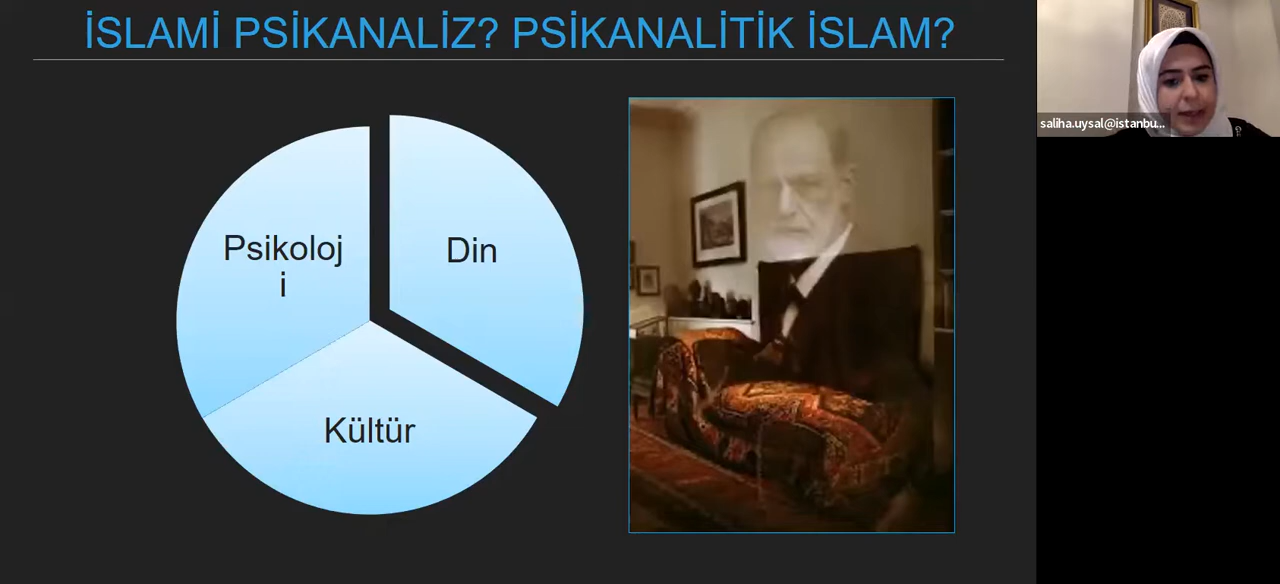 İSLAMİ PSİKANALİZ? PSİKANALİTİK İSLAM?
Psikoloj
i
Din
Kültür
saliha.uysal@istanbu...